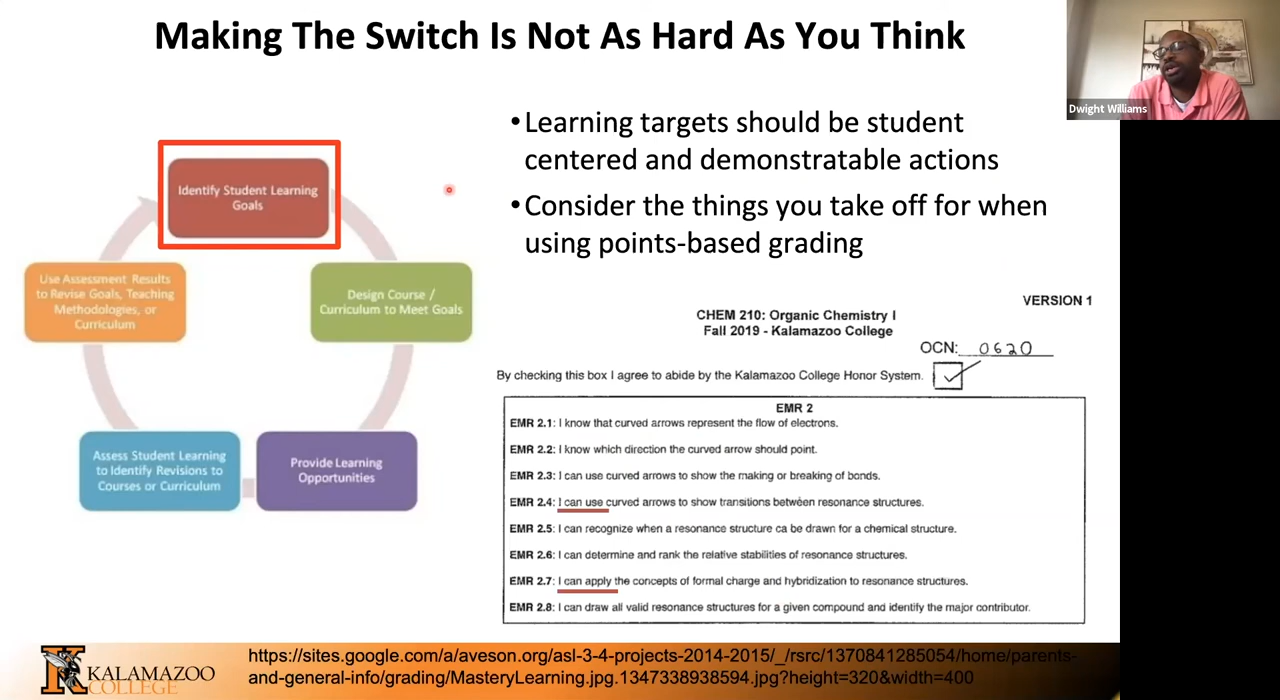 Making The Switch Is Not As Hard As You Think
Dwight Williams
•Learning targets should be student
centered and demonstratable actions
•Consider the things you take off for when
using points-based grading
Identify Student Learning
Goals
Use Assessment Results
to Revise Goals, Teaching
Methodologies, or
Curriculum
Design Course /
Curriculum to Meet Goals
Assess Student Learning
to Identify Revisions to
Courses or Curriculum
Provide Learning
Opportunities
VERSION 1
CHEM 210: Organic Chemistry I
Fall 2019 - Kalamazoo College
OCN: 0620
By checking this box I agree to abide by the Kalamazoo College Honor System.
EMR 2
EMR 2.1: I know that curved arrows represent the flow of electrons.
EMR 2.2: I know which direction the curved arrow should point.
EMR 2.3: I can use curved arrows to show the making or breaking of bonds.
EMR 2.4: I can use curved arrows to show transitions between resonance structures.
EMR 2.5: I can recognize when a resonance structure ca be drawn for a chemical structure.
EMR 2.6: I can determine and rank the relative stabilities of resonance structures.
EMR 2.7: I can apply the concepts of formal charge and hybridization to resonance structures.
EMR 2.8: I can draw all valid resonance structures for a given compound and identify the major contributor.
K KALAMAZOO
COLLEGE
https://sites.google.com/a/aveson.org/asl-3-4-projects-2014-2015/_/rsrc/1370841285054/home/parents-
and-general-info/grading/MasteryLearning.jpg.1347338938594.jpg?height=320&width=400